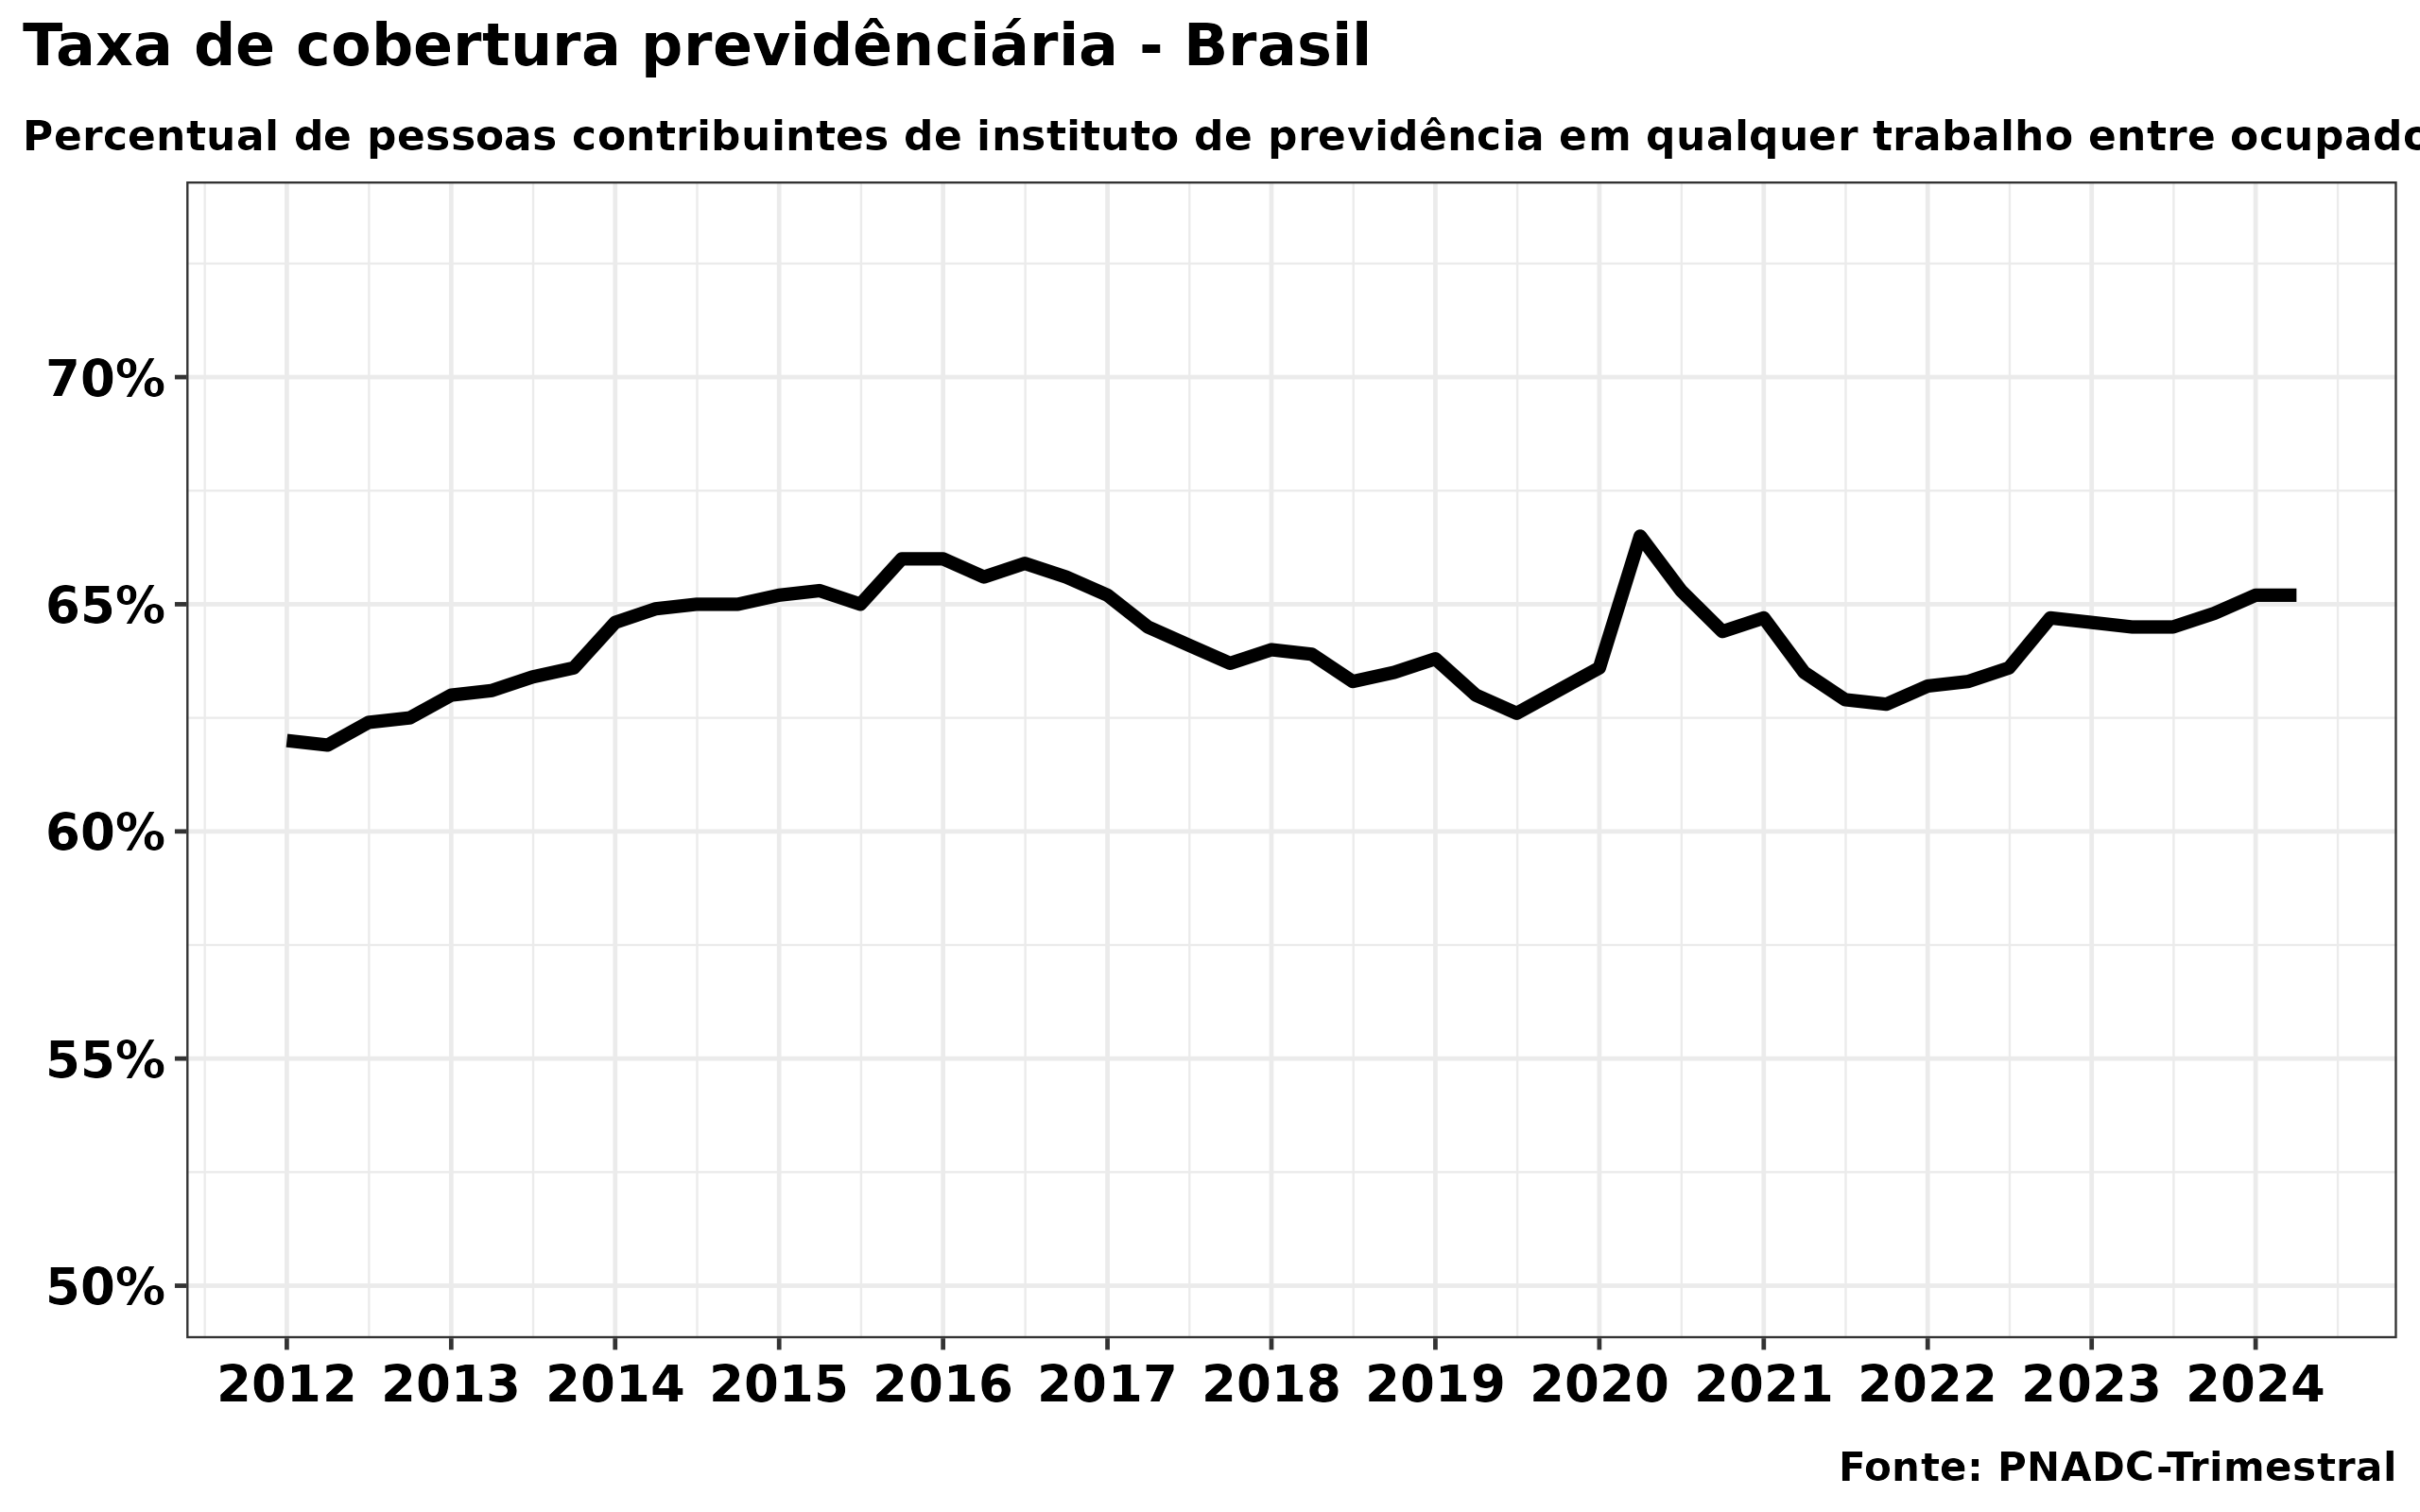 Taxa de cobertura previdênciária - Brasil
Percentual de pessoas contribuintes de instituto de previdência em qualquer trabalho entre ocupado
70%
65%
60%
55%
50%
2012 2013 2014 2015 2016 2017 2018 2019 2020 2021 2022 2023 2024
Fonte: PNADC-Trimestral